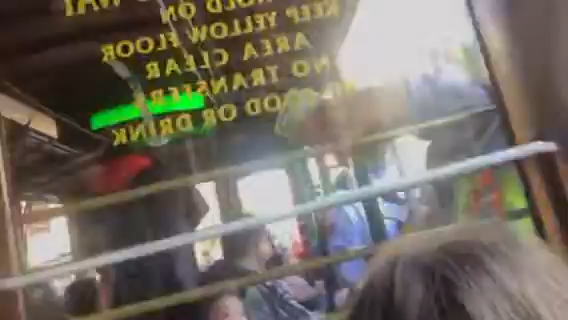 HOLD ON
KEEP YELLOW FLOOR
AREA CLEAR
NO TRANSFERS
NO FOOD OR DRINK